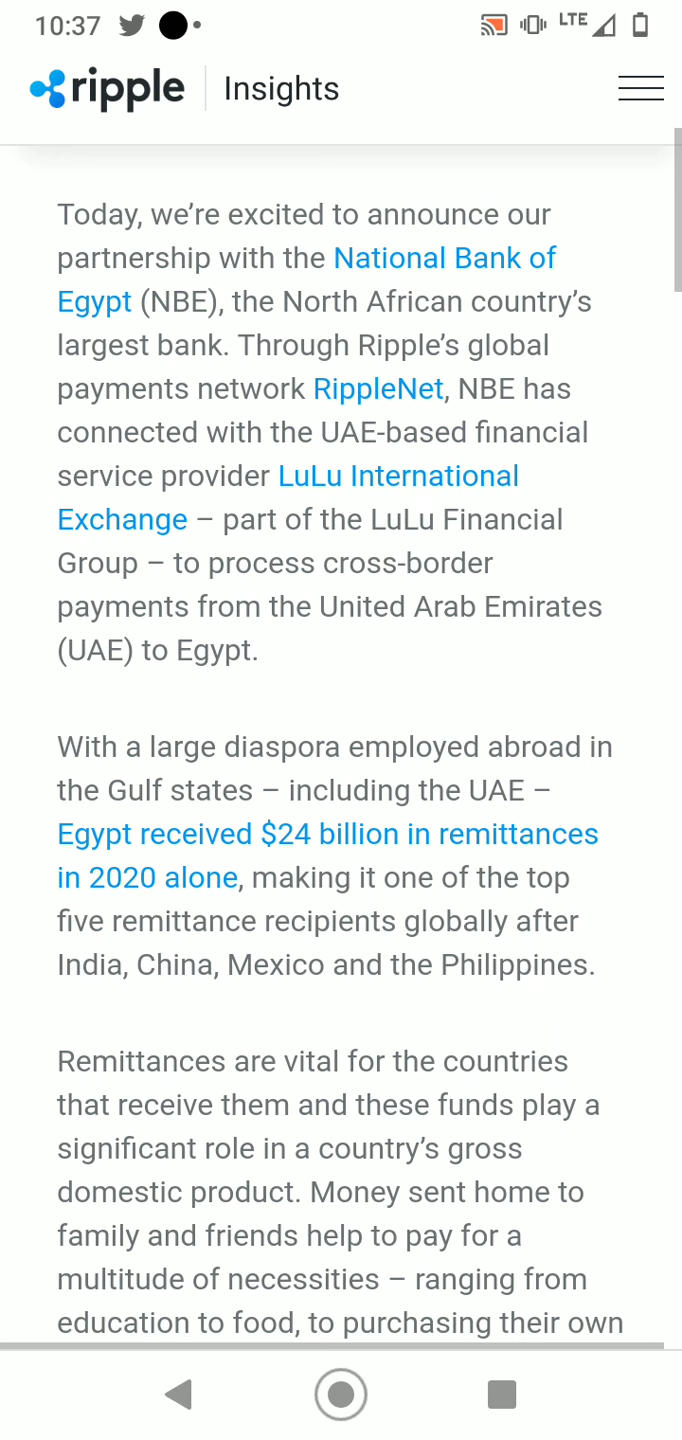 10:37 LTE
ripple Insights
Today, we’re excited to announce our
partnership with the National Bank of
Egypt (NBE), the North African country’s
largest bank. Through Ripple’s global
payments network RippleNet, NBE has
connected with the UAE-based financial
service provider LuLu International
Exchange – part of the LuLu Financial
Group – to process cross-border
payments from the United Arab Emirates
(UAE) to Egypt.
With a large diaspora employed abroad in
the Gulf states – including the UAE –
Egypt received $24 billion in remittances
in 2020 alone, making it one of the top
five remittance recipients globally after
India, China, Mexico and the Philippines.
Remittances are vital for the countries
that receive them and these funds play a
significant role in a country’s gross
domestic product. Money sent home to
family and friends help to pay for a
multitude of necessities – ranging from
education to food, to purchasing their own